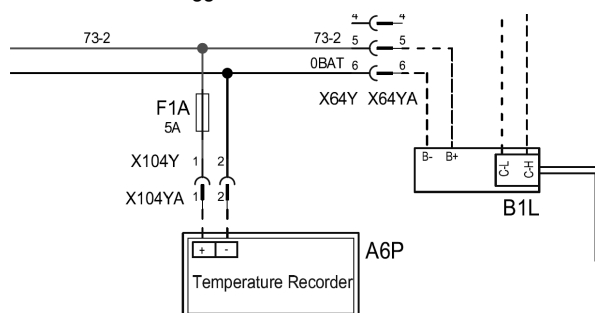 4 4
73-2 73-2 5 5
0BAT 6 6
X64Y X64YA
F1A
5A
B- B+ C-L C-H
X104Y 1 2
X104YA 1 2
B1L
+ - A6P
Temperature Recorder